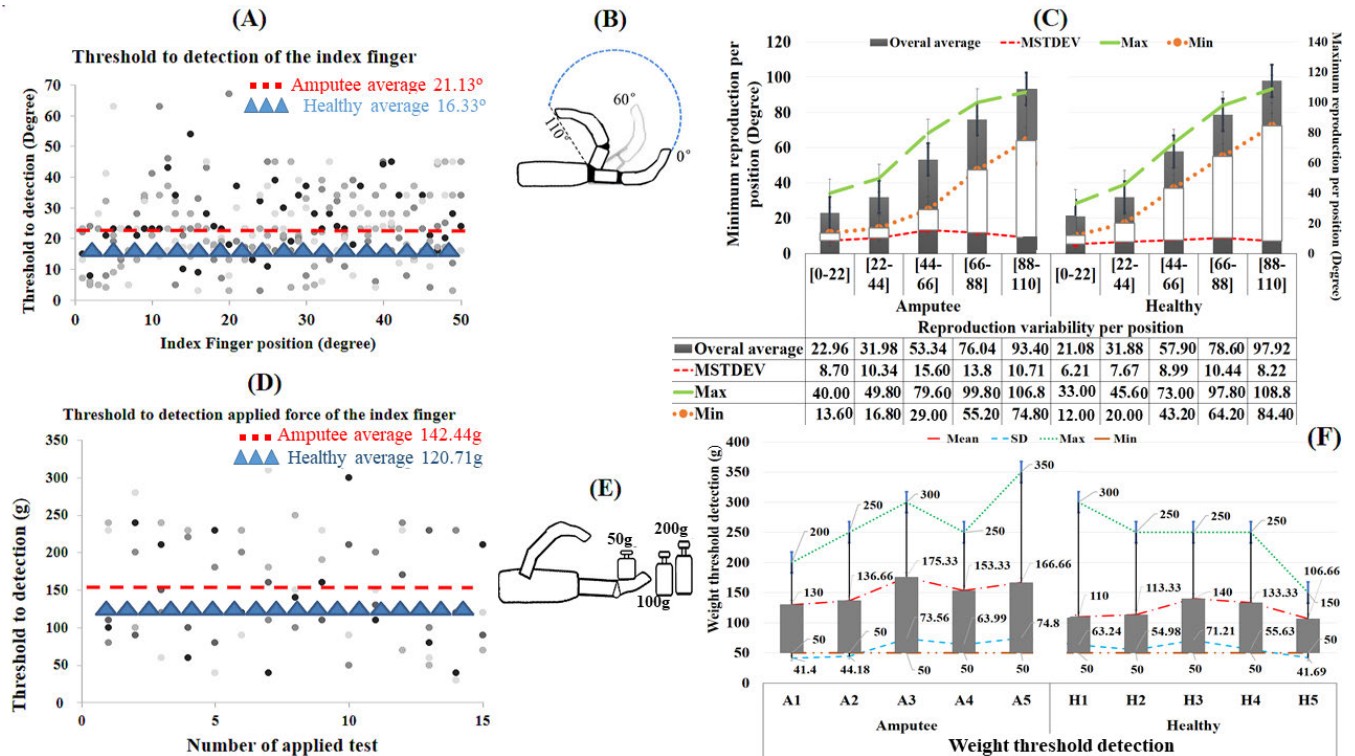 (A)
Threshold to detection of the index finger
Amputee average 21.13º
Healthy average 16.33º
Threshold to detection (Degree)
70
60
50
40
30
20
10
0
0 10 20 30 40 50
Index Finger position (degree)
(B)
110°
60°
0°
(C)
Overal average MSTDEV Max Min
Minimum reproduction per position (Degree)
120
100
80
60
40
20
0
Maximum reproduction per position (Degree)
140
120
100
80
60
40
20
0
[0-22] [22-44] [44-66] [66-88] [88-110] [0-22] [22-44] [44-66] [66-88] [88-110]
Amputee Healthy
Reproduction variability per position
Overal average 22.96 31.98 53.34 76.04 93.40 21.08 31.88 57.90 78.60 97.92
MSTDEV 8.70 10.34 15.60 13.8 10.71 6.21 7.67 8.99 10.44 8.22
Max 40.00 49.80 79.60 99.80 106.8 33.00 45.60 73.00 97.80 108.8
Min 13.60 16.80 29.00 55.20 74.80 12.00 20.00 43.20 64.20 84.40
(D)
Threshold to detection applied force of the index finger
Amputee average 142.44g
Healthy average 120.71g
Threshold to detection (g)
350
300
250
200
150
100
50
0
0 5 10 15
Number of applied test
(E)
50g
200g
100g
(F)
Mean SD Max Min
Weight threshold detection (g)
400
350
300
250
200
150
100
50
0
200 250 300 250 350 300 250 250 250 150
130 136.66 175.33 153.33 166.66 110 113.33 140 133.33 106.66
41.4 44.18 73.56 63.99 74.8 63.24 54.98 71.21 55.63 41.69
50 50 50 50 50 50 50 50 50 50
A1 A2 A3 A4 A5 H1 H2 H3 H4 H5
Amputee Healthy
Weight threshold detection